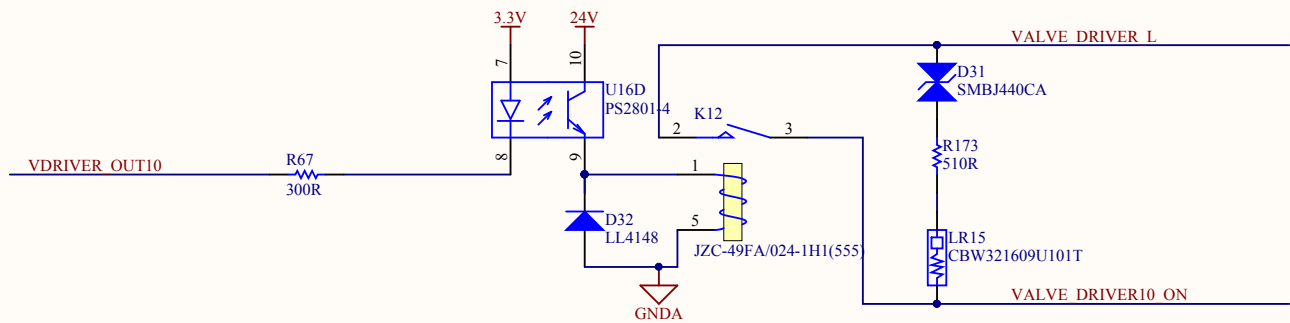 3.3V
24V
VALVE_DRIVER_L
7
10
D31
SMBJ440CA
U16D
PS2801-4
K12
2
3
R173
510R
8
9
VDRIVER_OUT10
R67
300R
1
D32
LL4148
5
LR15
CBW321609U101T
JZC-49FA/024-1H1(555)
VALVE_DRIVER10_ON
GNDA